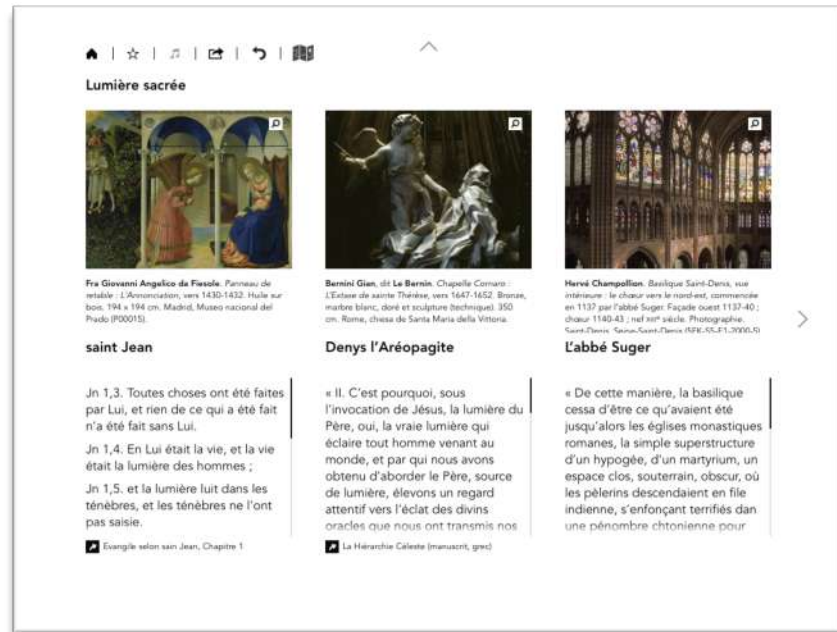 Lumière sacrée
Fra Giovanni Angelico da Fiesole. Panneau de
retable : L'Annonciation, vers 1430-1432. Huile sur
bois. 194 x 194 cm. Madrid, Museo nacional del
Prado (P00015).
Bernini Gian, dit Le Bernin. Chapelle Cornaro :
L'Extase de sainte Thérèse, vers 1647-1652. Bronze,
marbre blanc, doré et sculpture (technique). 350
cm. Rome, chiesa de Santa Maria della Vittoria.
Hervé Champollion. Basilique Saint-Denis, vue
intérieure : le chœur vers le nord-est, commencée
en 1137 par l'abbé Suger. Façade ouest 1137-40 ;
chœur 1140-43 ; nef XIIIᵉ siècle. Photographie.
Saint-Denis, Seine-Saint-Denis (SFK-55-F1-2000-5)
saint Jean
Jn 1,3. Toutes choses ont été faites
par Lui, et rien de ce qui a été fait
n'a été fait sans Lui.
Jn 1,4. En Lui était la vie, et la vie
était la lumière des hommes ;
Jn 1,5. et la lumière luit dans les
ténèbres, et les ténèbres ne l'ont
pas saisie.
Evangile selon sain Jean, Chapitre 1
Denys l'Aréopagite
« II. C'est pourquoi, sous
l'invocation de Jésus, la lumière du
Père, oui, la vraie lumière qui
éclaire tout homme venant au
monde, et par qui nous avons
obtenu d'aborder le Père, source
de lumière, élevons un regard
attentif vers l'éclat des divins
oracles que nous ont transmis nos
La Hiérarchie Céleste (manuscrit, grec)
L'abbé Suger
« De cette manière, la basilique
cessa d'être ce qu'avaient été
jusqu'alors les églises monastiques
romanes, la simple superstructure
d'un hypogée, d'un martyrium, un
espace clos, souterrain, obscur, où
les pèlerins descendaient en file
indienne, s'enfonçant terrifiés dan
une pénombre chtonienne pour